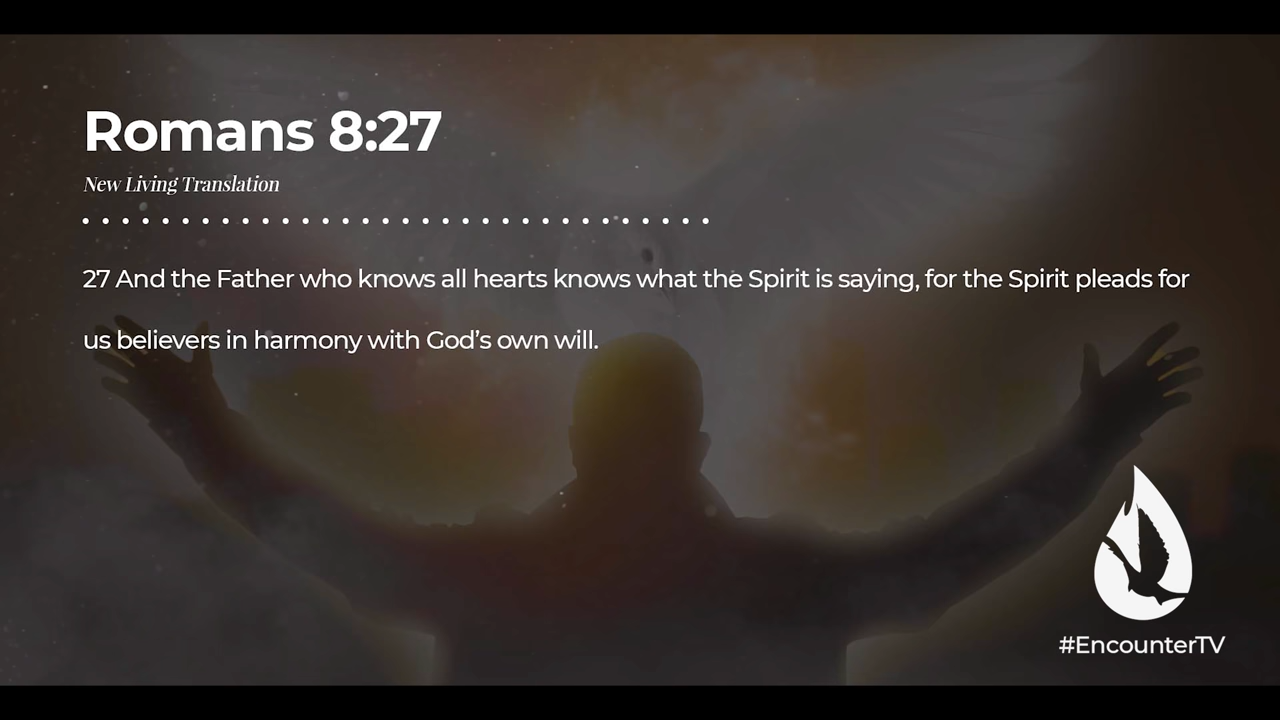 Romans 8:27
New Living Translation
27 And the Father who knows all hearts knows what the Spirit is saying, for the Spirit pleads for
us believers in harmony with God’s own will.
#EncounterTV